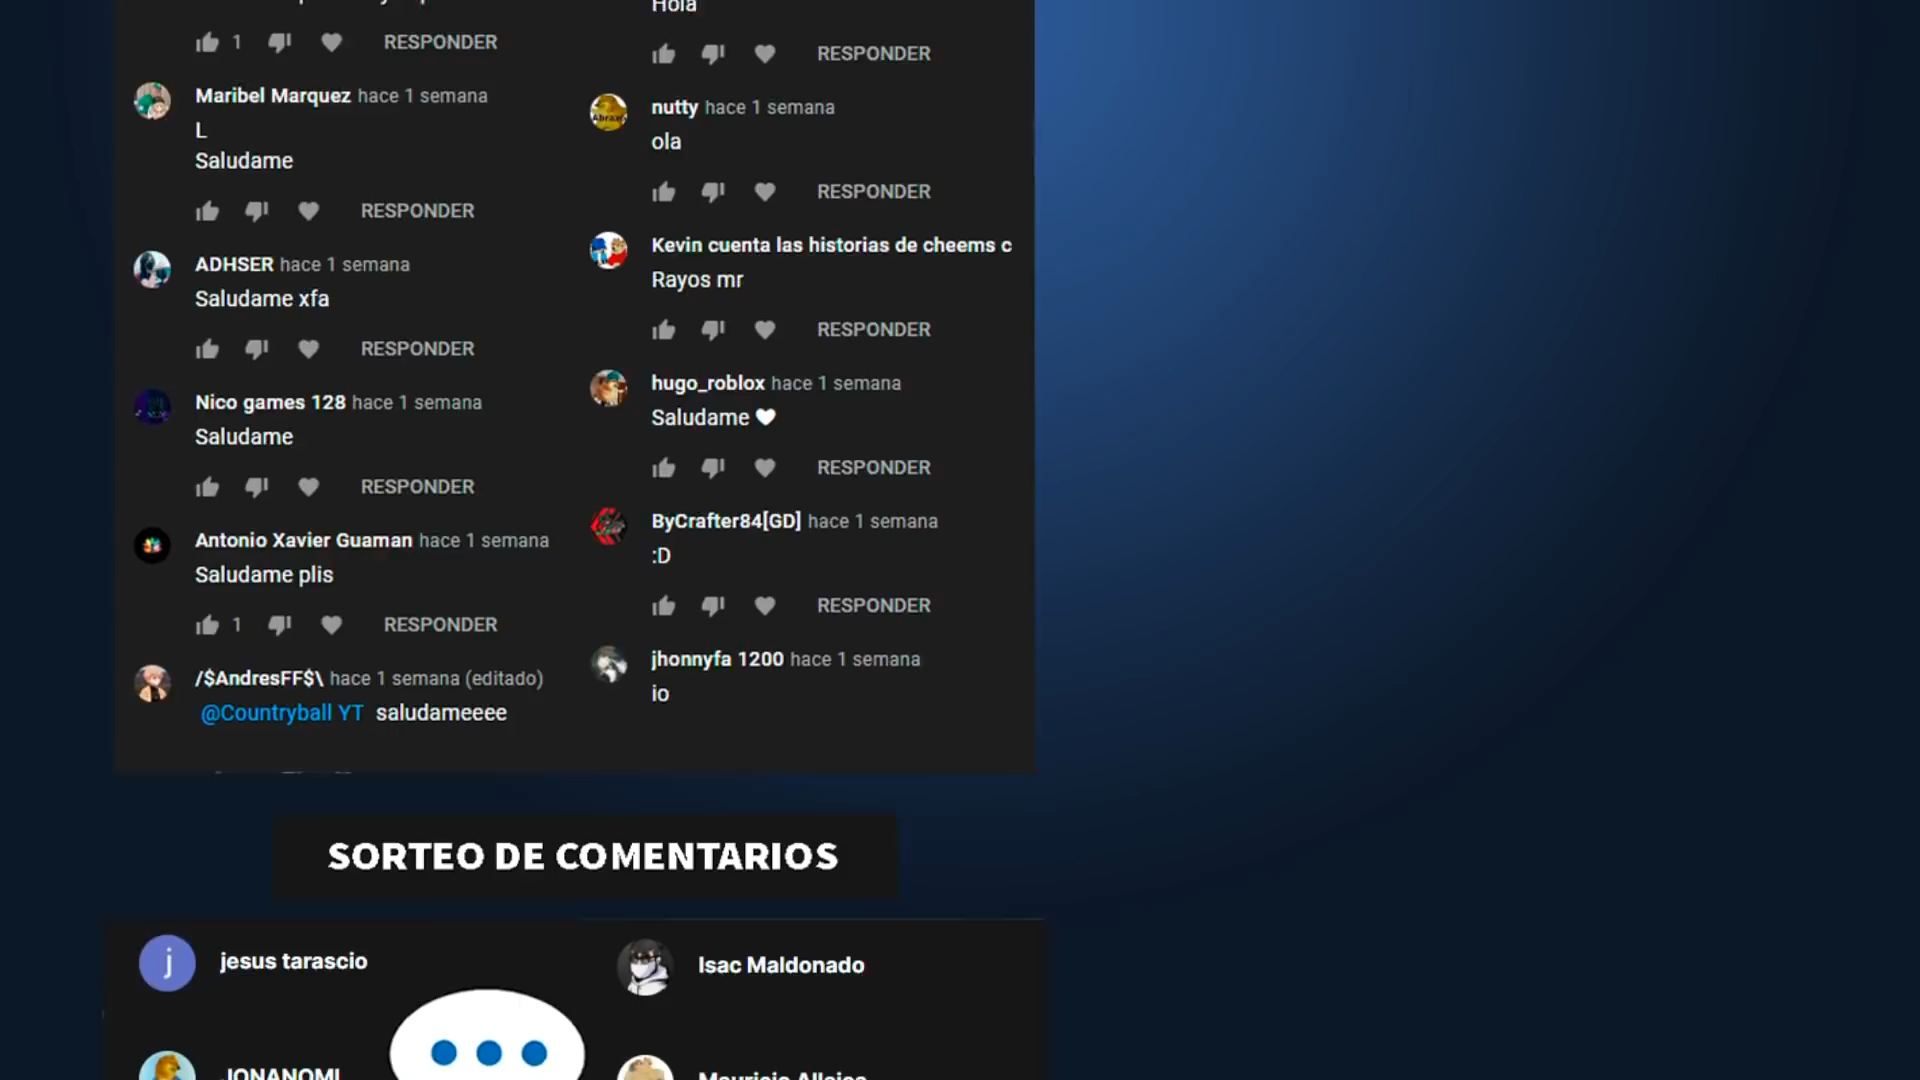 1 RESPONDER
Maribel Marquez hace 1 semana
L
Saludame
RESPONDER
ADHSER hace 1 semana
Saludame xfa
RESPONDER
Nico games 128 hace 1 semana
Saludame
RESPONDER
Antonio Xavier Guaman hace 1 semana
Saludame plis
1 RESPONDER
/$AndresFF$\ hace 1 semana (editado)
@Countryball YT saludameeee
Hola
RESPONDER
nutty hace 1 semana
ola
RESPONDER
Kevin cuenta las historias de cheems c
Rayos mr
RESPONDER
hugo_roblox hace 1 semana
Saludame ♥
RESPONDER
ByCrafter84[GD] hace 1 semana
:D
RESPONDER
jhonnyfa 1200 hace 1 semana
io
SORTEO DE COMENTARIOS
j jesus tarascio
Isac Maldonado
JONANOMI
Mauricio